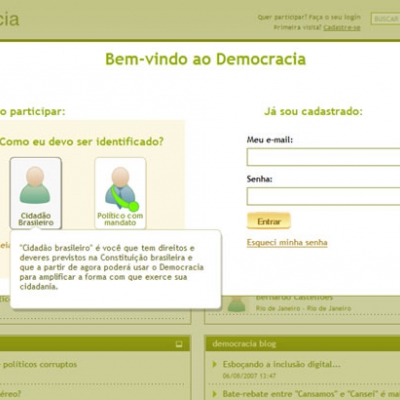 cia
Quer participar? Faça o seu login
Primeira visita? Cadastre-se
BUSCAR
Bem-vindo ao Democracia
o participar:
Já sou cadastrado:
Como eu devo ser identificado?
Meu e-mail:
Senha:
Cidadão
Brasileiro
Político com
mandato
Entrar
Esqueci minha senha
"Cidadão brasileiro" é você que tem direitos e
deveres previstos na Constituição brasileira e
que a partir de agora poderá usar o Democracia
para amplificar a forma com que exerce sua
cidadania.
Rio de Janeiro - Rio de Janeiro
democracia blog
políticos corruptos
Esboçando a inclusão digital...
06/08/2007 13:47
éreo?
Bate-rebate entre "Cansamos" e "Cansei" é